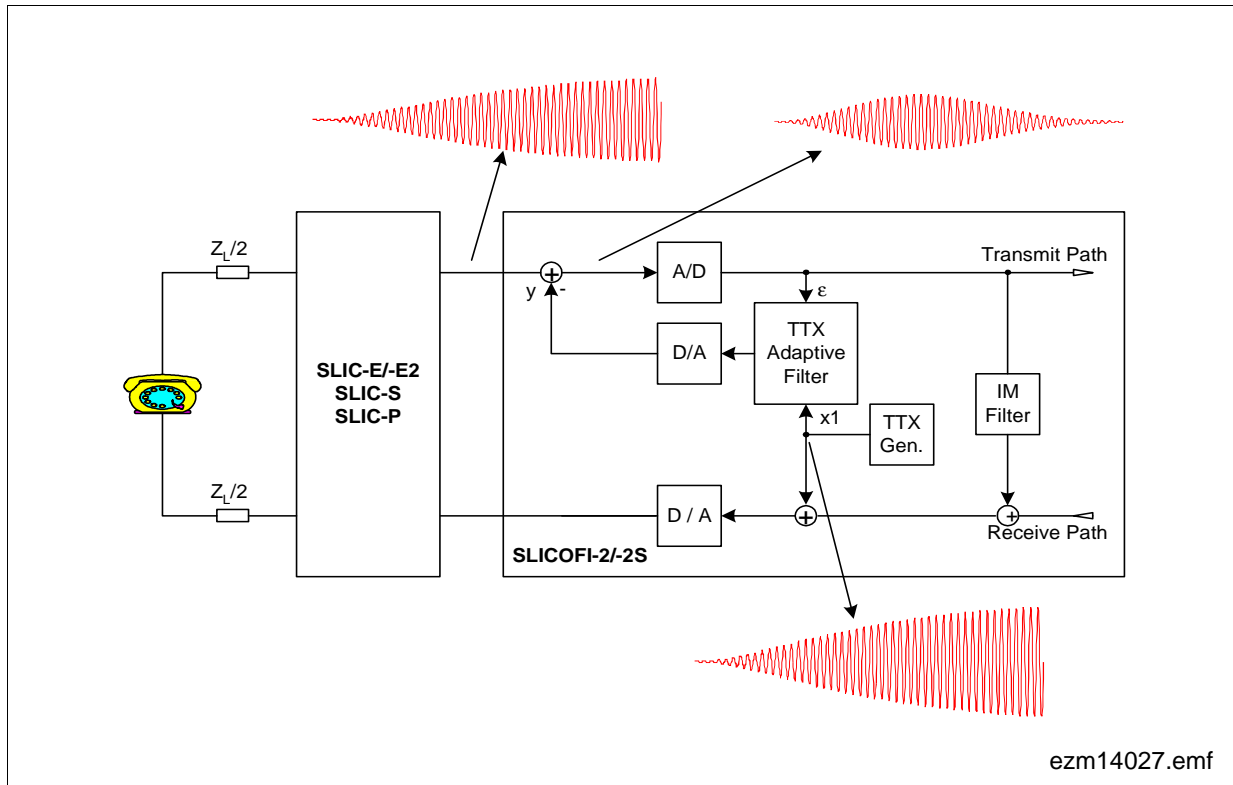 Z_L/2
Transmit Path
A/D
y
-
+
ε
D/A
TTX
Adaptive
Filter
SLIC-E/-E2
SLIC-S
SLIC-P
IM
Filter
x1
TTX
Gen.
Z_L/2
D / A
+
+
Receive Path
SLICOFI-2/-2S
ezm14027.emf